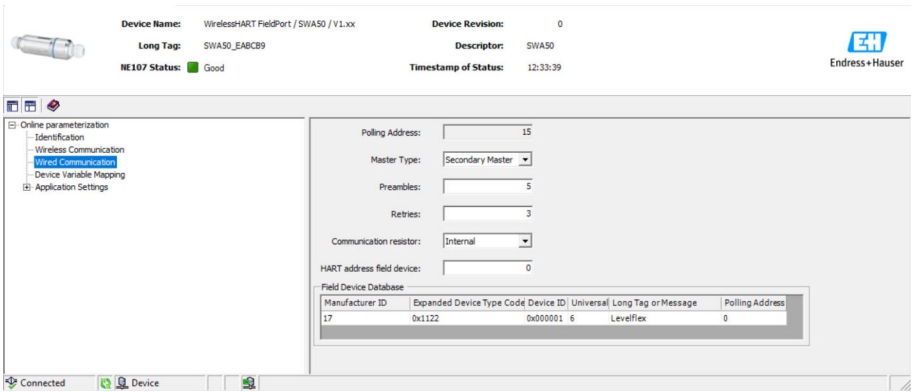 Device Name: WirelessHART FieldPort / SWA50 / V1.xx Device Revision: 0
Long Tag: SWA50_EABCB9 Descriptor: SWA50
NE107 Status: Good Timestamp of Status: 12:33:39
EH
Endress+Hauser
Online parameterization
Identification
Wireless Communication
Wired Communication
Device Variable Mapping
Application Settings
Polling Address: 15
Master Type: Secondary Master
Preambles: 5
Retries: 3
Communication resistor: Internal
HART address field device: 0
Field Device Database
Manufacturer ID Expanded Device Type Code Device ID Universal Long Tag or Message Polling Address
17 0x1122 0x000001 6 Levelflex 0
Connected Device